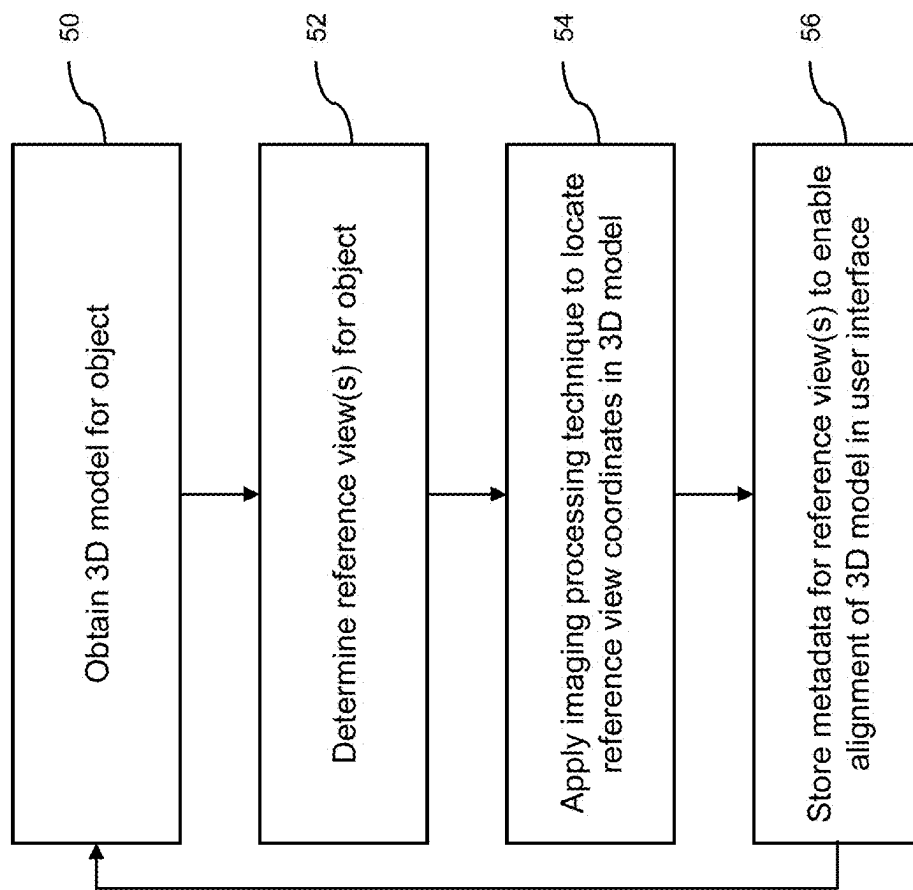 Obtain 3D model for object
50
Determine reference view(s) for object
52
Apply imaging processing technique to locate
reference view coordinates in 3D model
54
Store metadata for reference view(s) to enable
alignment of 3D model in user interface
56